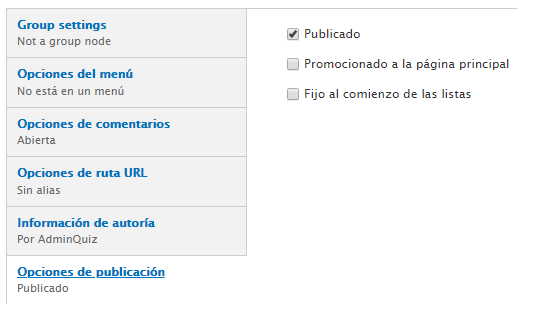 Group settings
Not a group node
Opciones del menú
No está en un menú
Opciones de comentarios
Abierta
Opciones de ruta URL
Sin alias
Información de autoría
Por AdminQuiz
Opciones de publicación
Publicado
Publicado
Promocionado a la página principal
Fijo al comienzo de las listas